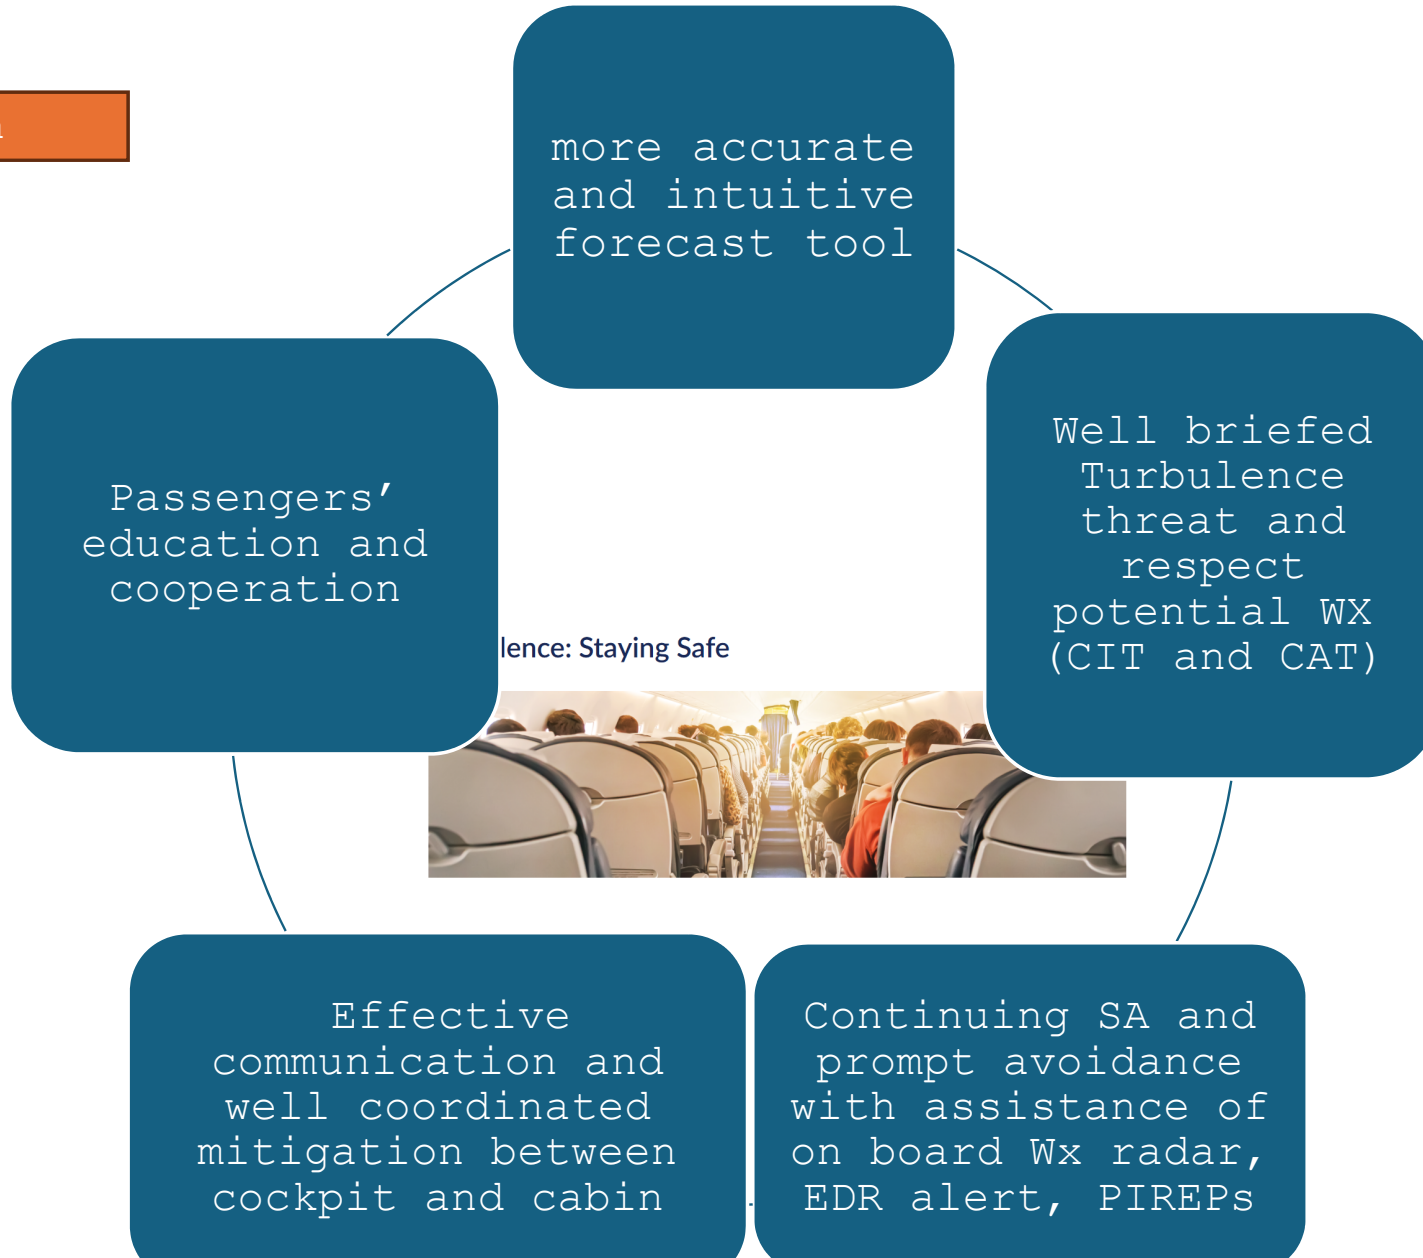 more accurate
and intuitive
forecast tool
Well briefed
Turbulence
threat and
respect
potential WX
(CIT and CAT)
Passengers’
education and
cooperation
lence: Staying Safe
Effective
communication and
well coordinated
mitigation between
cockpit and cabin
Continuing SA and
prompt avoidance
with assistance of
on board Wx radar,
EDR alert, PIREPs